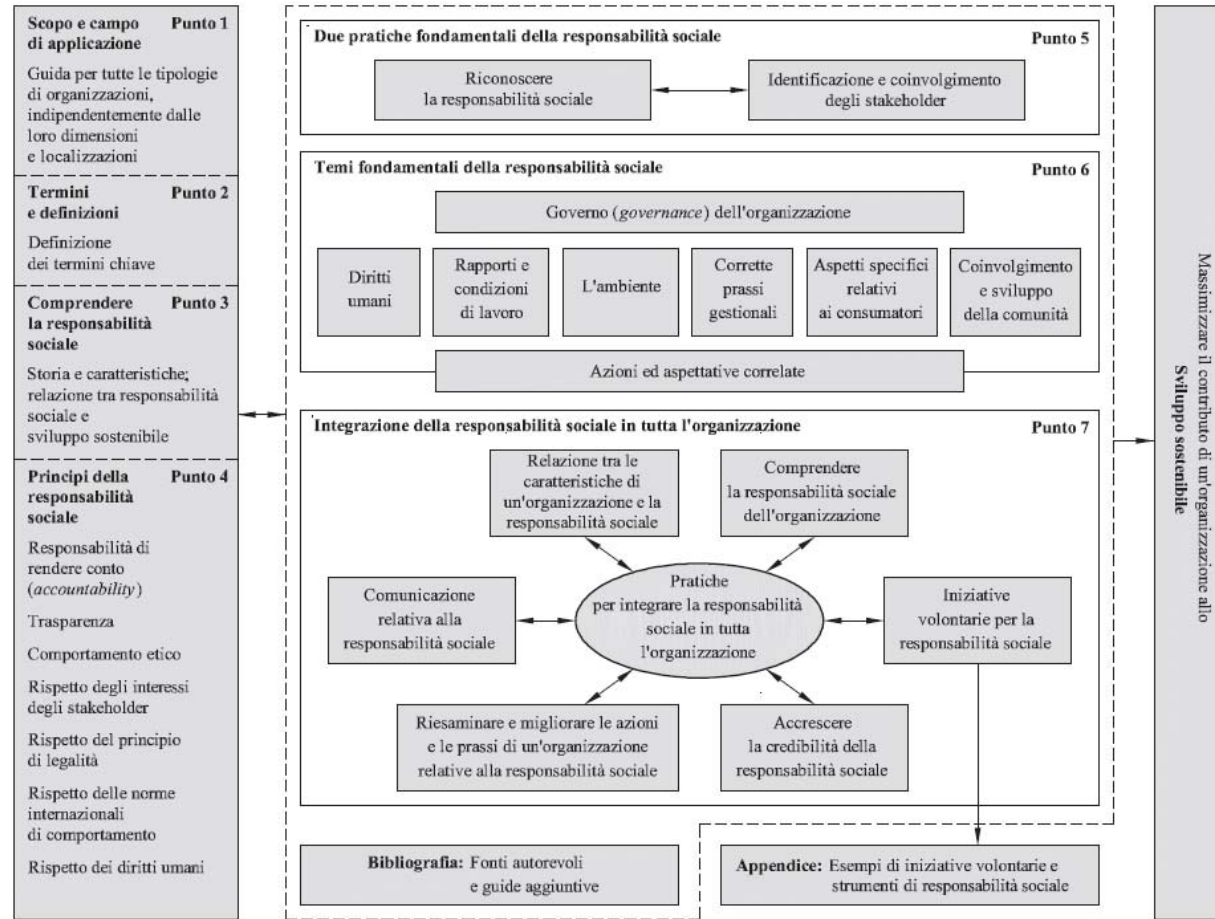 Scopo e campo Punto 1
di applicazione
Guida per tutte le tipologie
di organizzazioni,
indipendentemente dalle
loro dimensioni
e localizzazioni
Termini Punto 2
e definizioni
Definizione
dei termini chiave
Comprendere Punto 3
la responsabilità
sociale
Storia e caratteristiche;
relazione tra responsabilità
sociale e
sviluppo sostenibile
Principi della Punto 4
responsabilità
sociale
Responsabilità di
rendere conto
(accountability)
Trasparenza
Comportamento etico
Rispetto degli interessi
degli stakeholder
Rispetto del principio
di legalità
Rispetto delle norme
internazionali
di comportamento
Rispetto dei diritti umani
Due pratiche fondamentali della responsabilità sociale Punto 5
Riconoscere
la responsabilità sociale
Identificazione e coinvolgimento
degli stakeholder
Temi fondamentali della responsabilità sociale Punto 6
Governo (governance) dell'organizzazione
Diritti
umani
Rapporti e
condizioni
di lavoro
L'ambiente
Corrette
prassi
gestionali
Aspetti specifici
relativi
ai consumatori
Coinvolgimento
e sviluppo
della comunità
Azioni ed aspettative correlate
Integrazione della responsabilità sociale in tutta l'organizzazione Punto 7
Relazione tra le
caratteristiche di
un'organizzazione e la
responsabilità sociale
Comprendere
la responsabilità sociale
dell'organizzazione
Comunicazione
relativa alla
responsabilità sociale
Pratiche
per integrare la responsabilità
sociale in tutta
l'organizzazione
Iniziative
volontarie per la
responsabilità sociale
Riesaminare e migliorare le azioni
e le prassi di un'organizzazione
relative alla responsabilità sociale
Accrescere
la credibilità della
responsabilità sociale
Bibliografia: Fonti autorevoli
e guide aggiuntive
Appendice: Esempi di iniziative volontarie e
strumenti di responsabilità sociale
Massimizzare il contributo di un'organizzazione allo
Sviluppo sostenibile